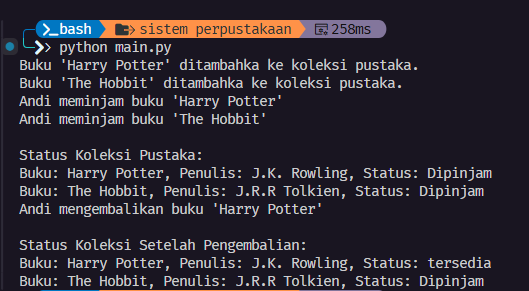 bash sistem perpustakaan 258ms
python main.py
Buku 'Harry Potter' ditambahka ke koleksi pustaka.
Buku 'The Hobbit' ditambahka ke koleksi pustaka.
Andi meminjam buku 'Harry Potter'
Andi meminjam buku 'The Hobbit'

Status Koleksi Pustaka:
Buku: Harry Potter, Penulis: J.K. Rowling, Status: Dipinjam
Buku: The Hobbit, Penulis: J.R.R Tolkien, Status: Dipinjam
Andi mengembalikan buku 'Harry Potter'

Status Koleksi Setelah Pengembalian:
Buku: Harry Potter, Penulis: J.K. Rowling, Status: tersedia
Buku: The Hobbit, Penulis: J.R.R Tolkien, Status: Dipinjam